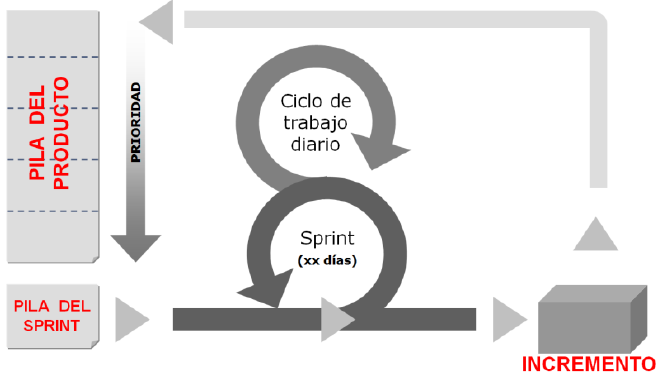 PILA DEL
PRODUCTO
PRIORIDAD
Ciclo de
trabajo
diario
Sprint
(xx días)
PILA DEL
SPRINT
INCREMENTO